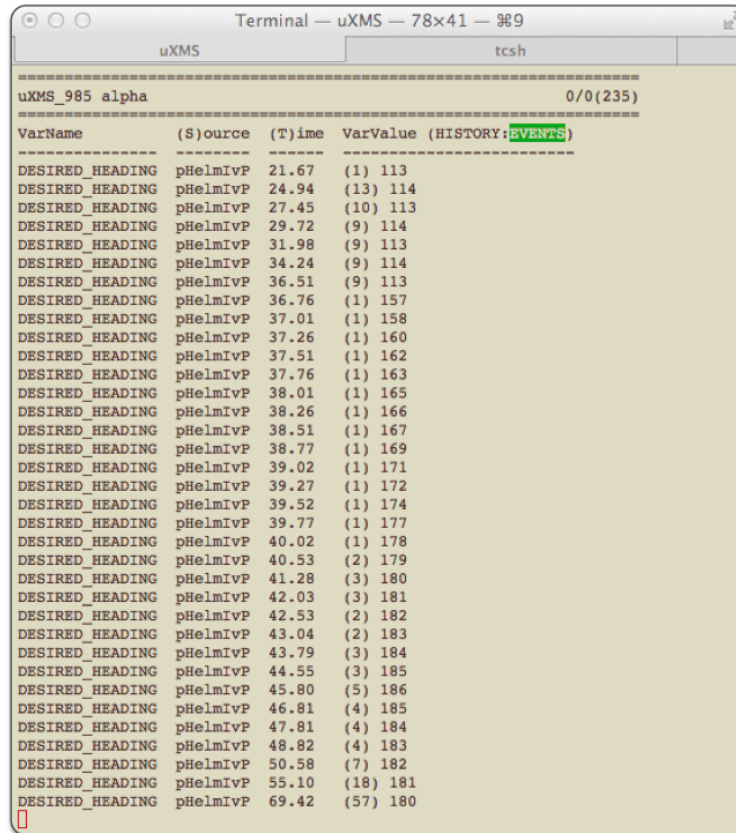 Terminal — uXMS — 78×41 — ⌘9
uXMS tcsh
===================================================================
uXMS_985 alpha 0/0(235)
===================================================================
VarName (S)ource (T)ime VarValue (HISTORY:EVENTS)
--------------- -------- ------ -------------------------
DESIRED_HEADING pHelmIvP 21.67 (1) 113
DESIRED_HEADING pHelmIvP 24.94 (13) 114
DESIRED_HEADING pHelmIvP 27.45 (10) 113
DESIRED_HEADING pHelmIvP 29.72 (9) 114
DESIRED_HEADING pHelmIvP 31.98 (9) 113
DESIRED_HEADING pHelmIvP 34.24 (9) 114
DESIRED_HEADING pHelmIvP 36.51 (9) 113
DESIRED_HEADING pHelmIvP 36.76 (1) 157
DESIRED_HEADING pHelmIvP 37.01 (1) 158
DESIRED_HEADING pHelmIvP 37.26 (1) 160
DESIRED_HEADING pHelmIvP 37.51 (1) 162
DESIRED_HEADING pHelmIvP 37.76 (1) 163
DESIRED_HEADING pHelmIvP 38.01 (1) 165
DESIRED_HEADING pHelmIvP 38.26 (1) 166
DESIRED_HEADING pHelmIvP 38.51 (1) 167
DESIRED_HEADING pHelmIvP 38.77 (1) 169
DESIRED_HEADING pHelmIvP 39.02 (1) 171
DESIRED_HEADING pHelmIvP 39.27 (1) 172
DESIRED_HEADING pHelmIvP 39.52 (1) 174
DESIRED_HEADING pHelmIvP 39.77 (1) 177
DESIRED_HEADING pHelmIvP 40.02 (1) 178
DESIRED_HEADING pHelmIvP 40.53 (2) 179
DESIRED_HEADING pHelmIvP 41.28 (3) 180
DESIRED_HEADING pHelmIvP 42.03 (3) 181
DESIRED_HEADING pHelmIvP 42.53 (2) 182
DESIRED_HEADING pHelmIvP 43.04 (2) 183
DESIRED_HEADING pHelmIvP 43.79 (3) 184
DESIRED_HEADING pHelmIvP 44.55 (3) 185
DESIRED_HEADING pHelmIvP 45.80 (5) 186
DESIRED_HEADING pHelmIvP 46.81 (4) 185
DESIRED_HEADING pHelmIvP 47.81 (4) 184
DESIRED_HEADING pHelmIvP 48.82 (4) 183
DESIRED_HEADING pHelmIvP 50.58 (7) 182
DESIRED_HEADING pHelmIvP 55.10 (18) 181
DESIRED_HEADING pHelmIvP 69.42 (57) 180